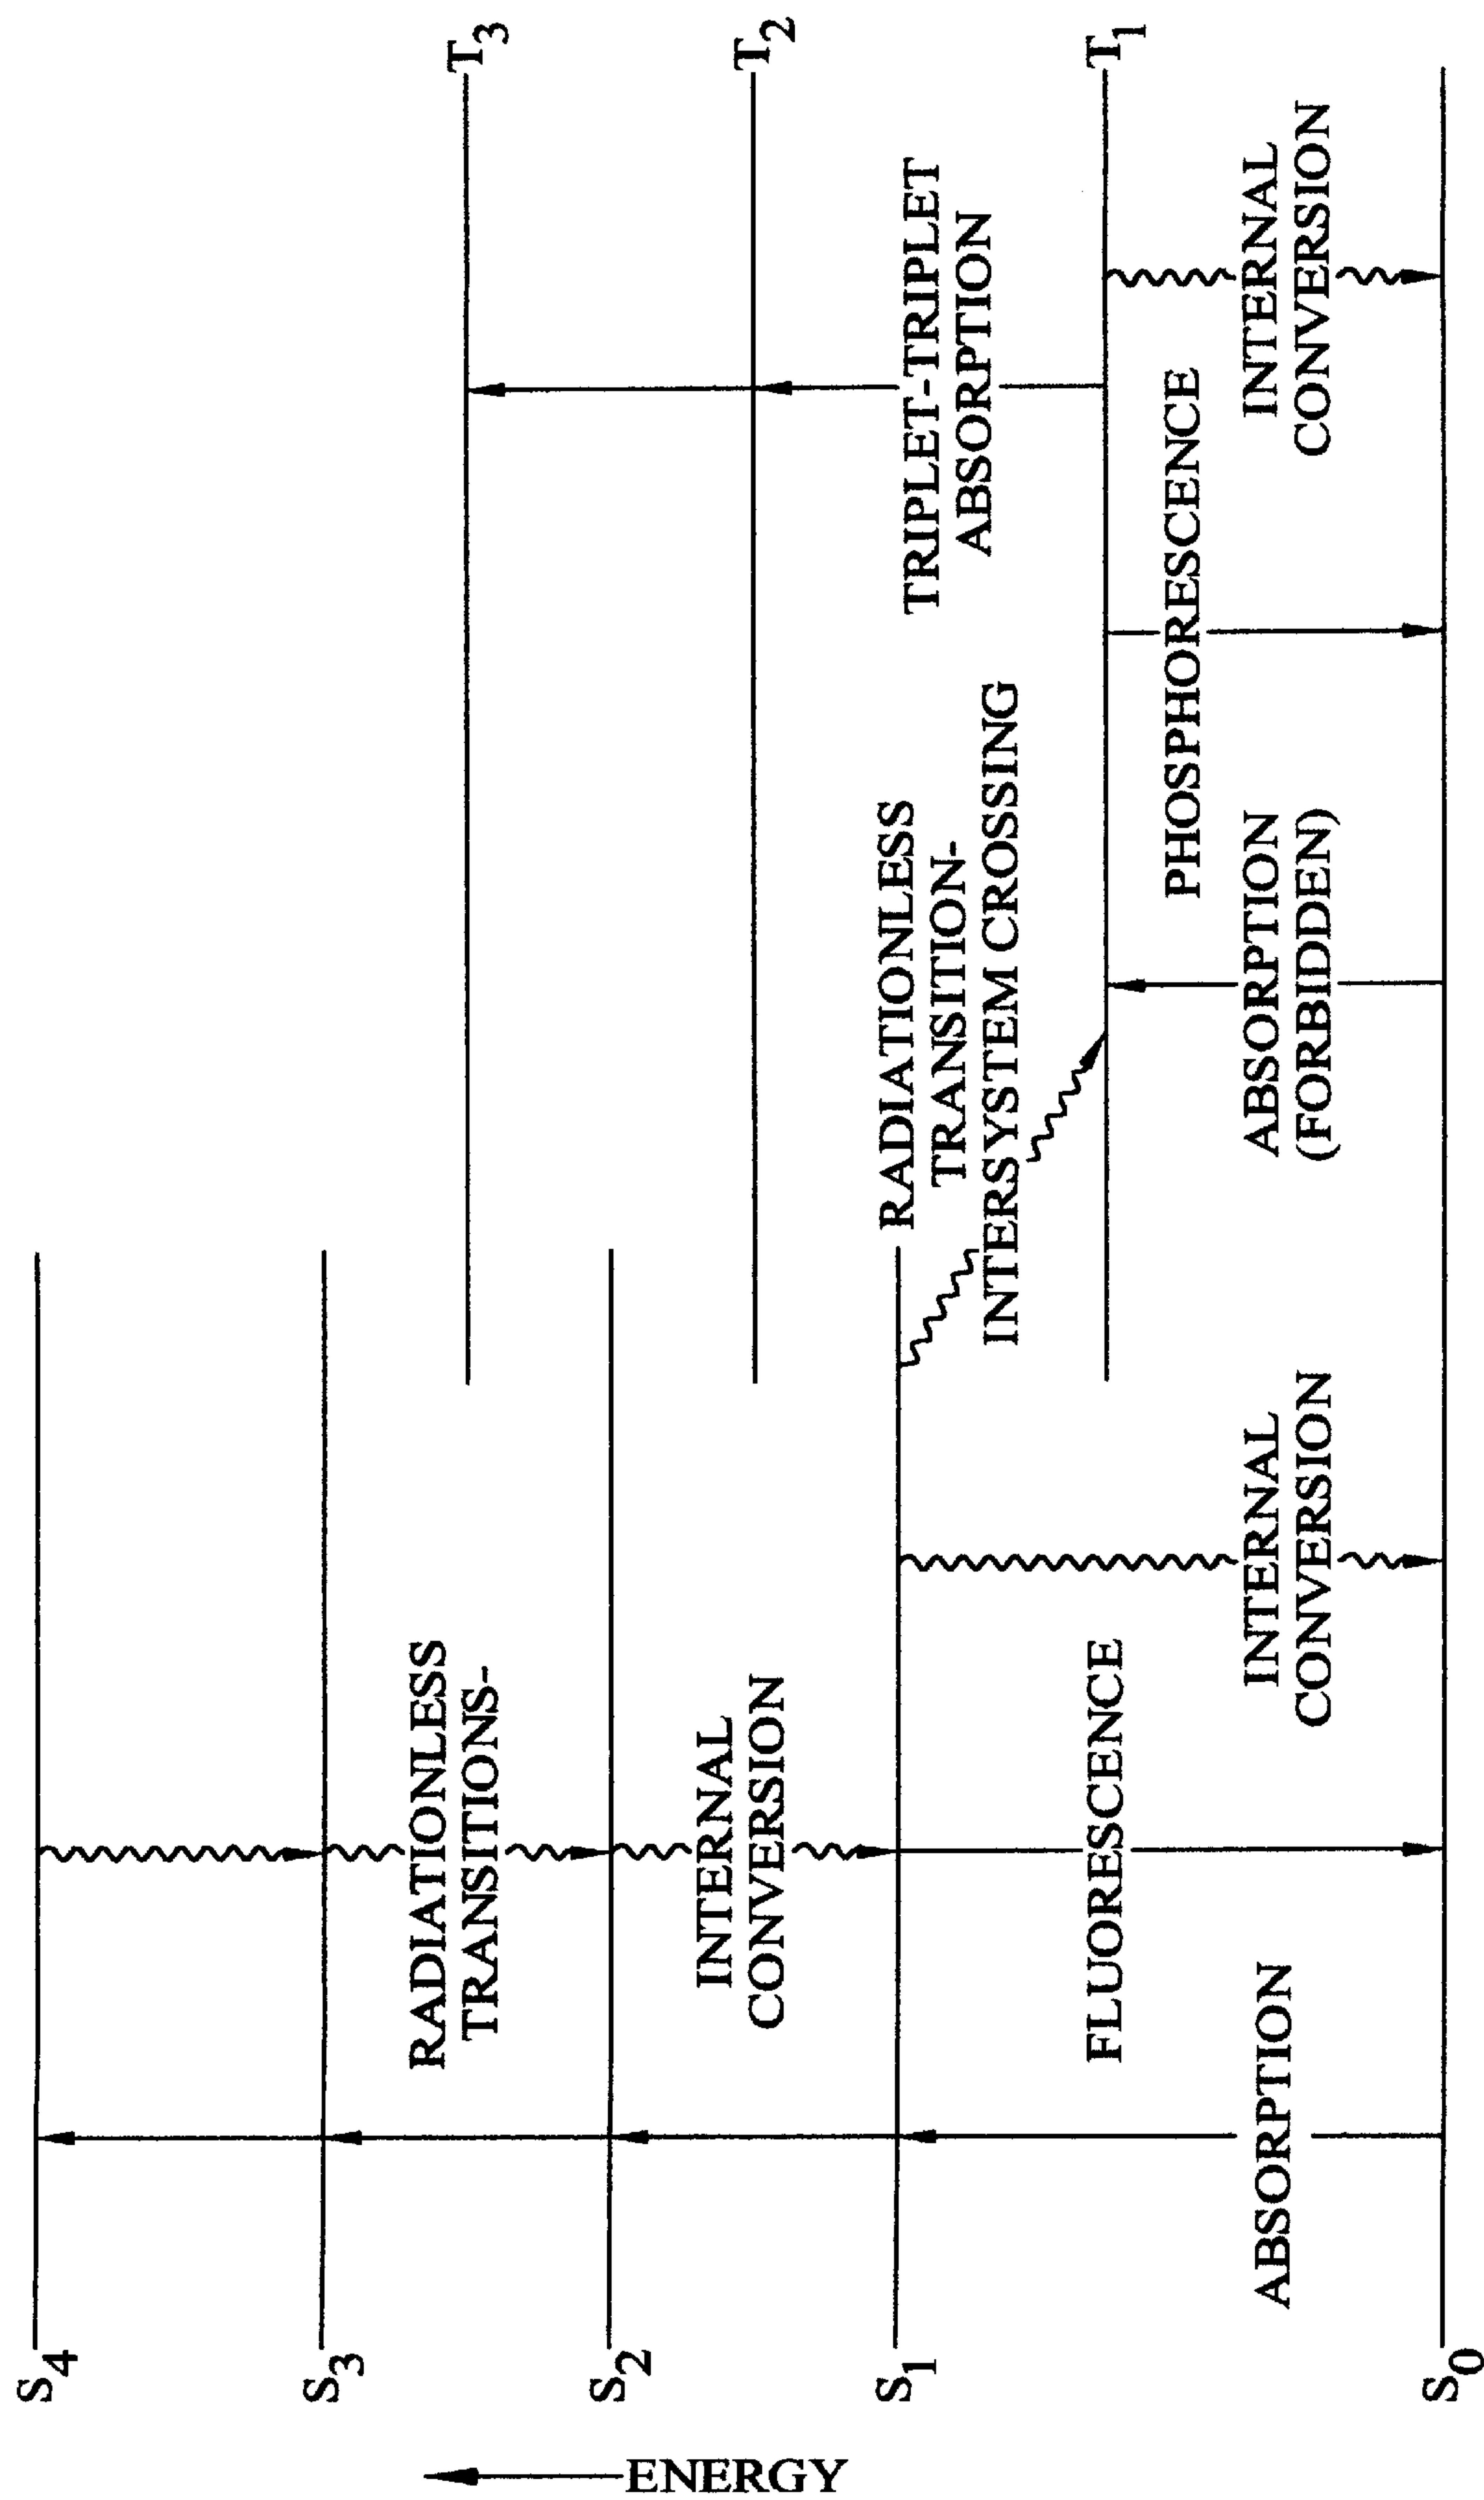 ENERGY
S4
S3
S2
S1
S0
RADIATIONLESS
TRANSITIONS-
INTERNAL
CONVERSION
FLUORESCENCE
ABSORPTION
INTERNAL
CONVERSION
RADIATIONLESS
TRANSITION-
INTERSYSTEM CROSSING
ABSORPTION
(FORBIDDEN)
PHOSPHORESCENCE
TRIPLET-TRIPLET
ABSORPTION
INTERNAL
CONVERSION
T3
T2
T1